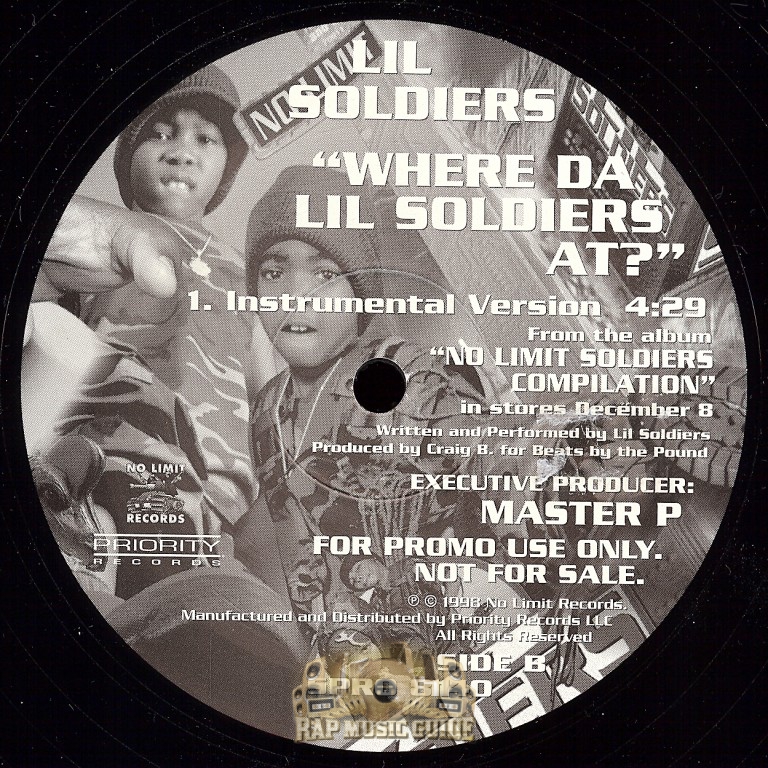 LIL
SOLDIERS
NO LIMIT
"WHERE DA
LIL SOLDIERS
AT?"
1. Instrumental Version 4:29
From the album
"NO LIMIT SOLDIERS
COMPILATION"
in stores December 8
Written and Performed by Lil Soldiers
Produced by Craig B. for Beats by the Pound
EXECUTIVE PRODUCER:
MASTER P
NO LIMIT
RECORDS
PRIORITY
RECORDS
FOR PROMO USE ONLY.
NOT FOR SALE.
℗ © 1998 No Limit Records.
Manufactured and Distributed by Priority Records LLC
All Rights Reserved
SIDE B
RAP MUSIC GUIDE